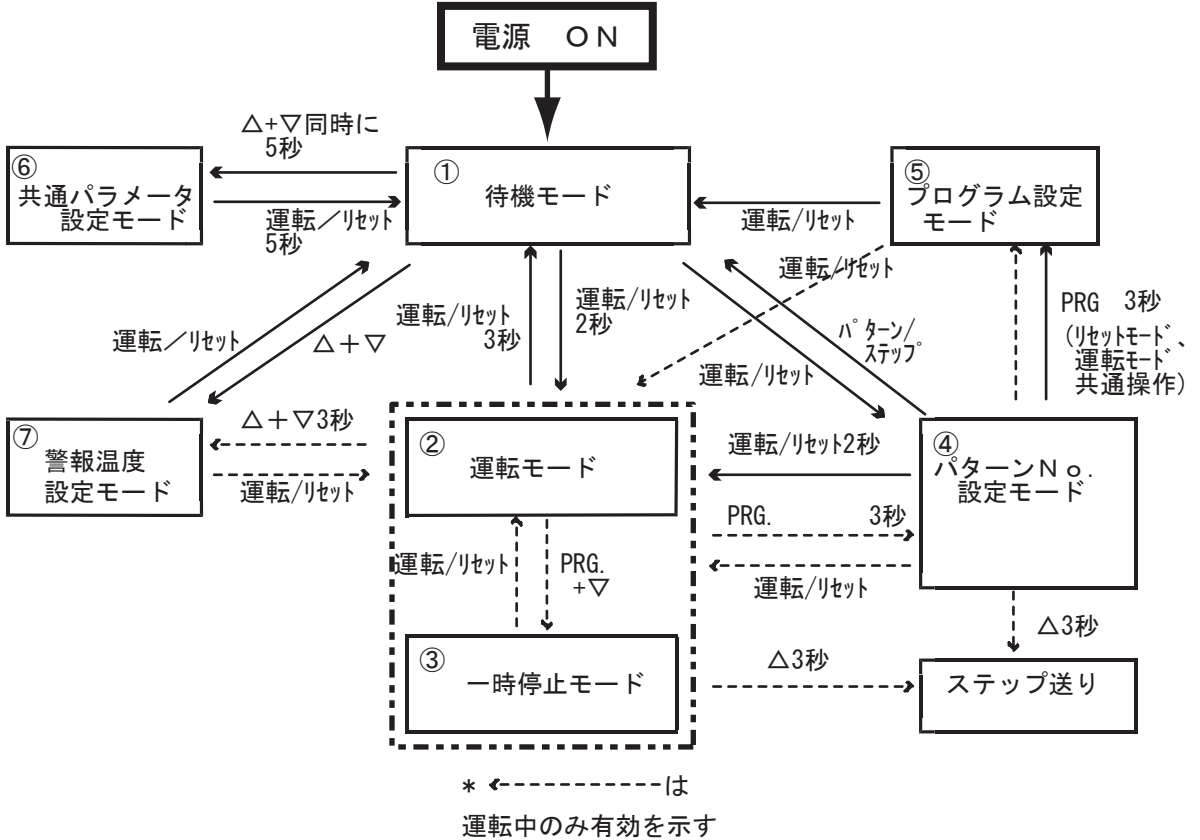 電源　ON
△+▽同時に
5秒
⑥
共通パラメータ
設定モード
運転／リセット
5秒
①
待機モード
⑤
プログラム設定
モード
運転/リセット
運転/リセット
運転／リセット
△＋▽
運転/リセット
3秒
運転/リセット
2秒
運転/リセット
パターン/
ステップ
PRG　3秒
(リセットモード、
運転モード
共通操作)
⑦
警報温度
設定モード
△＋▽3秒
運転/リセット
②
運転モード
運転/リセット2秒
④
パターンＮｏ.
設定モード
PRG.　3秒
運転/リセット
運転/リセット
PRG.
+▽
③
一時停止モード
△3秒
△3秒
ステップ送り
* は
運転中のみ有効を示す